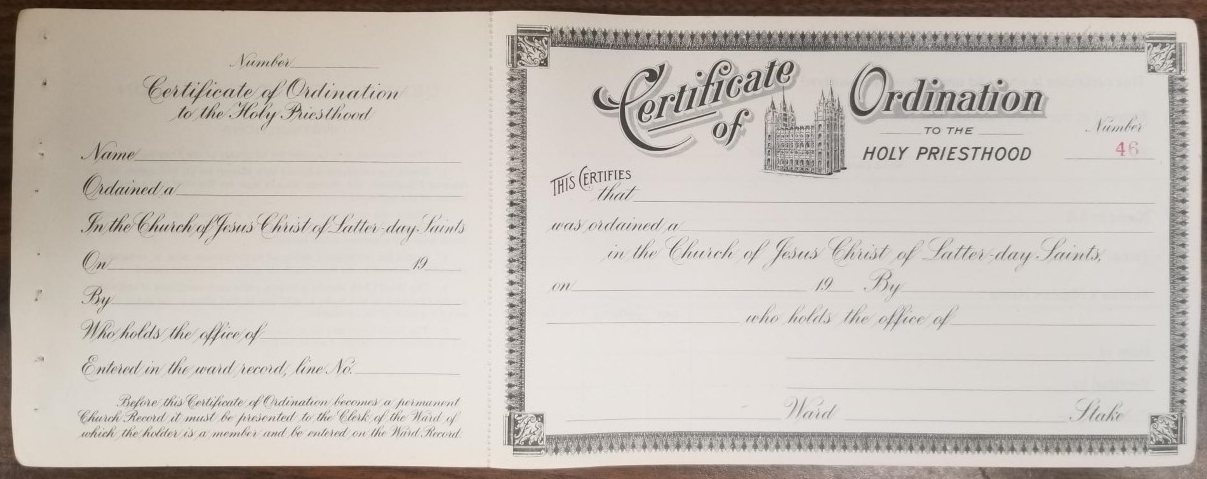 Number
Certificate of Ordination
to the Holy Priesthood
Name
Ordained a
In the Church of Jesus Christ of Latter-day Saints
On 19
By
Who holds the office of
Entered in the ward record, line No.
Before this Certificate of Ordination becomes a permanent
Church Record it must be presented to the Clerk of the Ward of
which the holder is a member and be entered on the Ward Record.
Certificate
of
Ordination
TO THE
HOLY PRIESTHOOD
Number
46
THIS CERTIFIES
that
was ordained a
in the Church of Jesus Christ of Latter-day Saints,
on 19 By
who holds the office of
Ward Stake